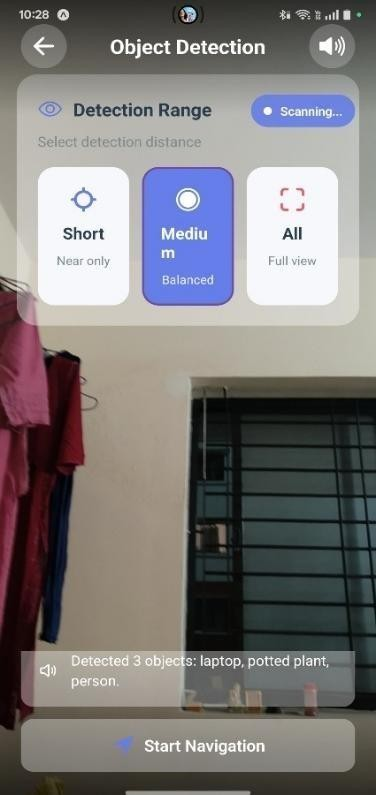 10:28
Object Detection
Detection Range
Scanning...
Select detection distance
Short
Near only
Mediu
m
Balanced
All
Full view
Detected 3 objects: laptop, potted plant,
person.
Start Navigation